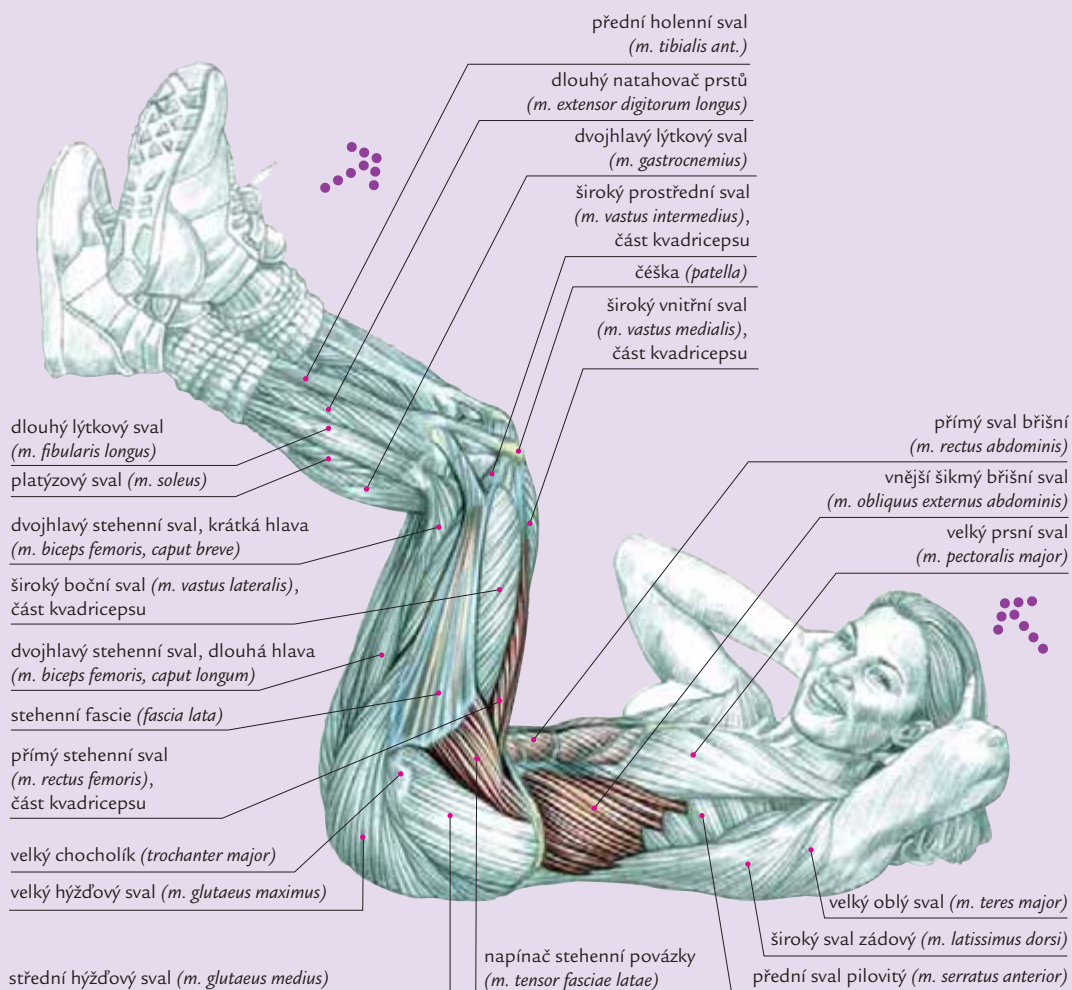 přední holenní sval
(m. tibialis ant.)
dlouhý natahovač prstů
(m. extensor digitorum longus)
dvojhlavý lýtkový sval
(m. gastrocnemius)
široký prostřední sval
(m. vastus intermedius),
část kvadricepsu
čéška (patella)
široký vnitřní sval
(m. vastus medialis),
část kvadricepsu
dlouhý lýtkový sval
(m. fibularis longus)
platýzový sval (m. soleus)
dvojhlavý stehenní sval, krátká hlava
(m. biceps femoris, caput breve)
široký boční sval (m. vastus lateralis),
část kvadricepsu
dvojhlavý stehenní sval, dlouhá hlava
(m. biceps femoris, caput longum)
stehenní fascie (fascia lata)
přímý stehenní sval
(m. rectus femoris),
část kvadricepsu
velký chocholík (trochanter major)
velký hýžďový sval (m. glutaeus maximus)
střední hýžďový sval (m. glutaeus medius)
napínač stehenní povázky
(m. tensor fasciae latae)
přímý sval břišní
(m. rectus abdominis)
vnější šikmý břišní sval
(m. obliquus externus abdominis)
velký prsní sval
(m. pectoralis major)
velký oblý sval (m. teres major)
široký sval zádový (m. latissimus dorsi)
přední sval pilovitý (m. serratus anterior)